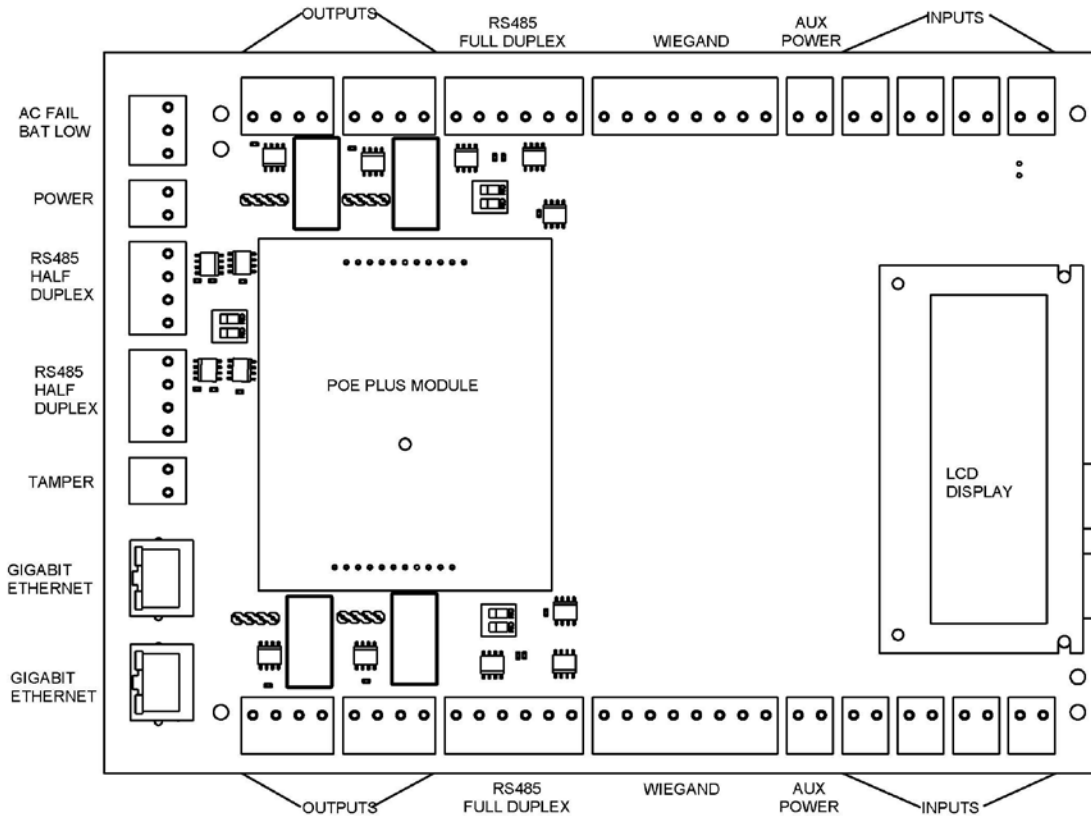 OUTPUTS
RS485
FULL DUPLEX
WIEGAND
AUX
POWER
INPUTS
AC FAIL
BAT LOW
POWER
RS485
HALF
DUPLEX
RS485
HALF
DUPLEX
TAMPER
GIGABIT
ETHERNET
GIGABIT
ETHERNET
POE PLUS MODULE
LCD
DISPLAY
OUTPUTS
RS485
FULL DUPLEX
WIEGAND
AUX
POWER
INPUTS